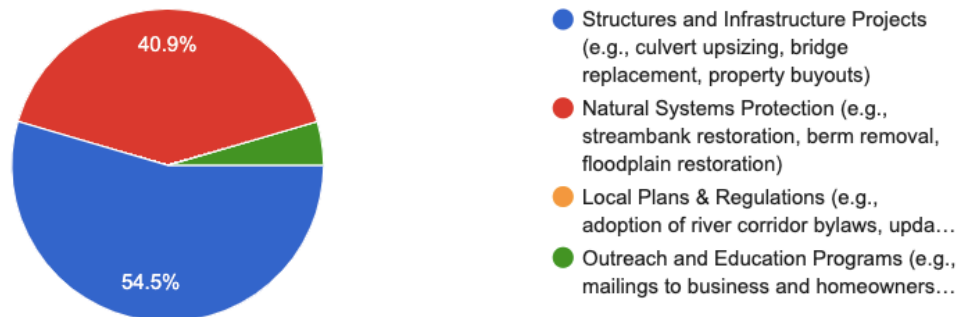 40.9%
54.5%
Structures and Infrastructure Projects
(e.g., culvert upsizing, bridge
replacement, property buyouts)
Natural Systems Protection (e.g.,
streambank restoration, berm removal,
floodplain restoration)
Local Plans & Regulations (e.g.,
adoption of river corridor bylaws, upda…
Outreach and Education Programs (e.g.,
mailings to business and homeowners…